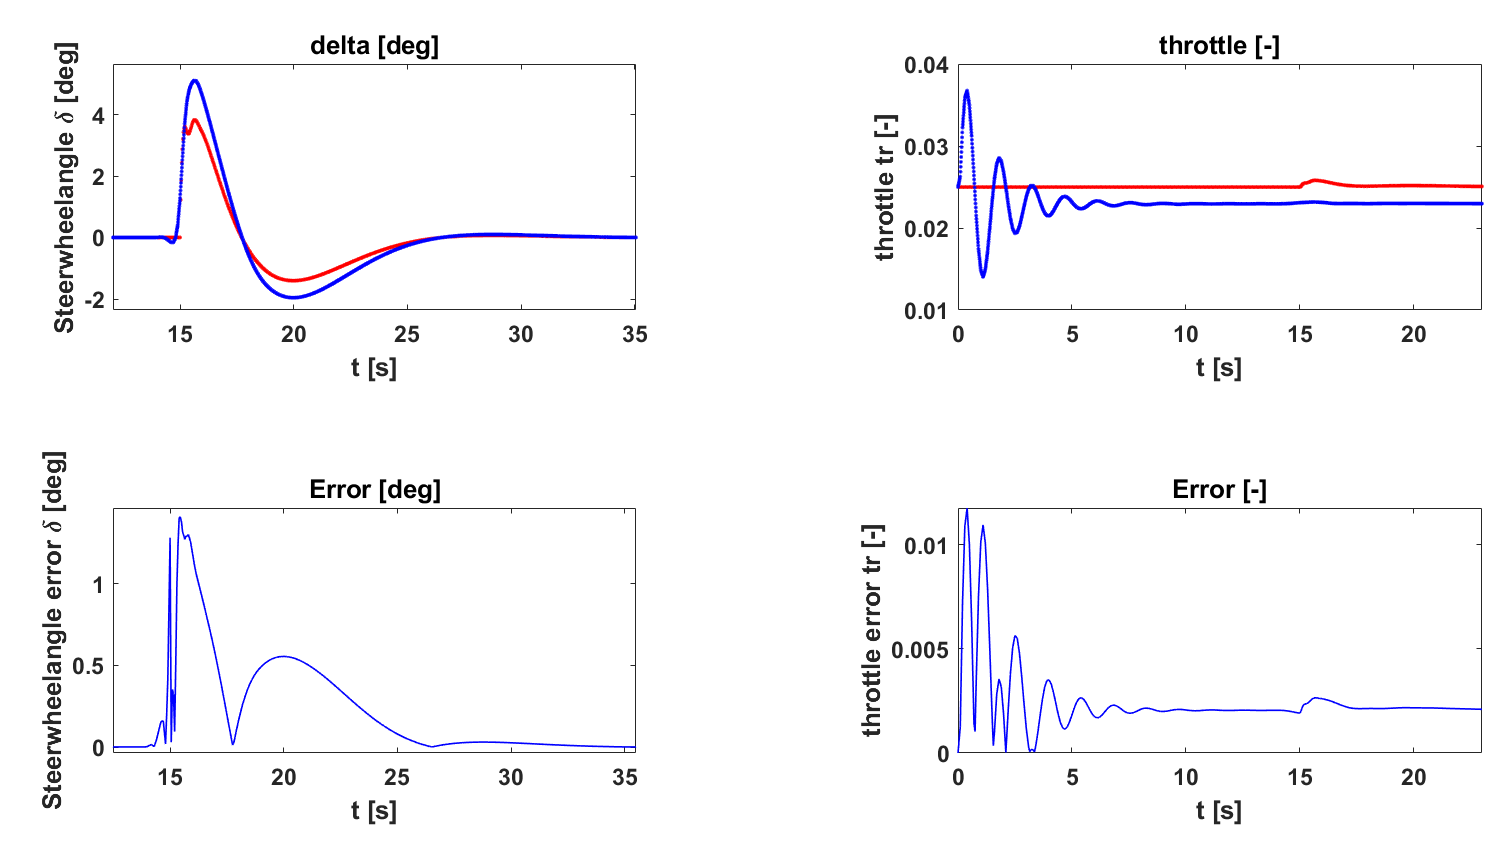 delta [deg]
Steerwheelangle δ [deg]
4
2
0
-2
15
20
25
30
35
t [s]
throttle [-]
throttle tr [-]
0.04
0.03
0.02
0.01
0
5
10
15
20
t [s]
Error [deg]
Steerwheelangle error δ [deg]
1
0.5
0
15
20
25
30
35
t [s]
Error [-]
throttle error tr [-]
0.01
0.005
0
0
5
10
15
20
t [s]